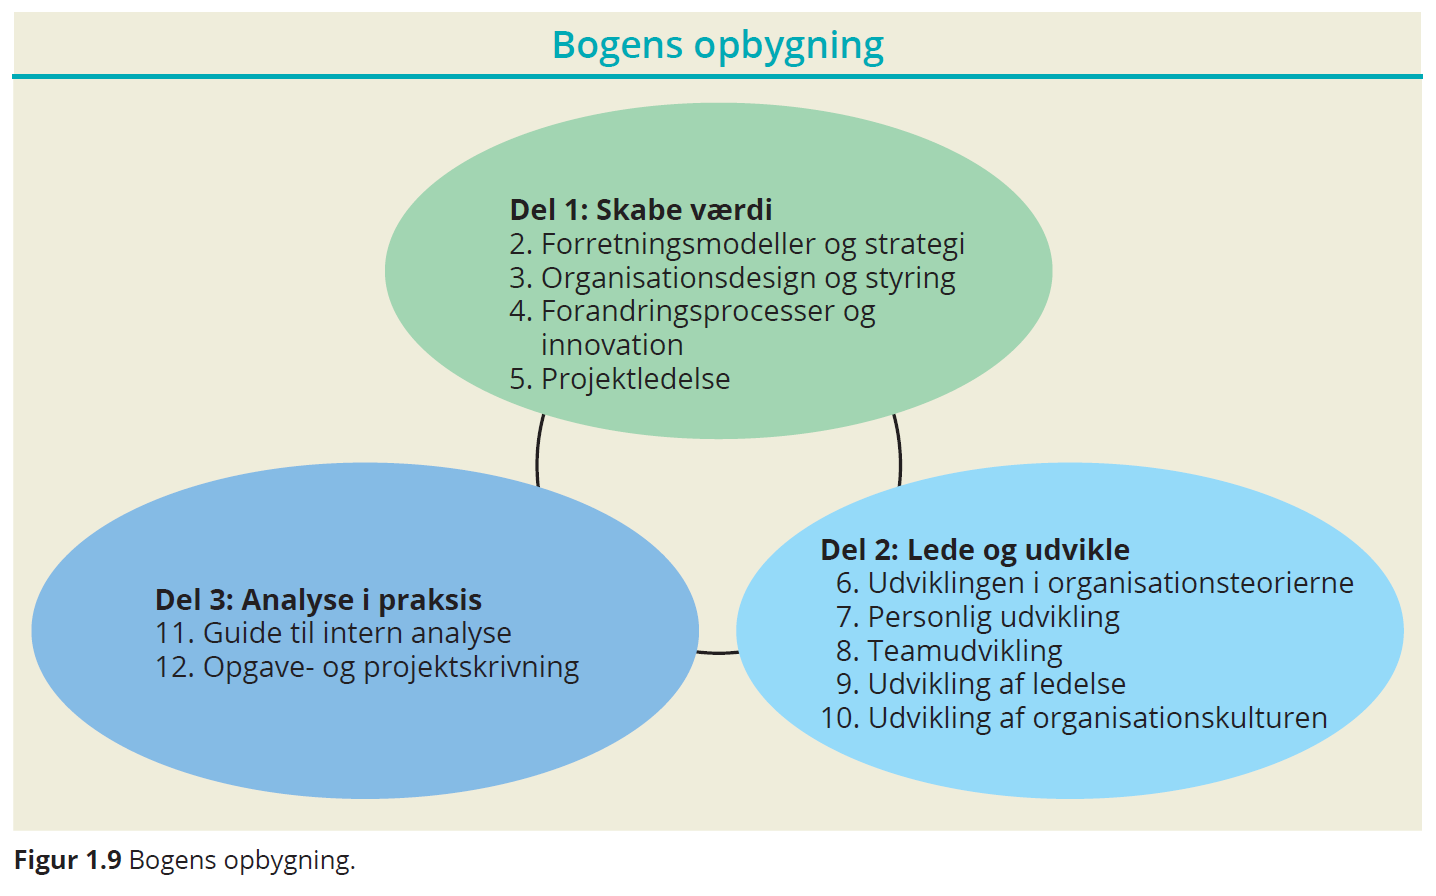 Bogens opbygning
Del 1: Skabe værdi
2. Forretningsmodeller og strategi
3. Organisationsdesign og styring
4. Forandringsprocesser og
innovation
5. Projektledelse
Del 2: Lede og udvikle
6. Udviklingen i organisationsteorierne
7. Personlig udvikling
8. Teamudvikling
9. Udvikling af ledelse
10. Udvikling af organisationskulturen
Del 3: Analyse i praksis
11. Guide til intern analyse
12. Opgave- og projektskrivning
Figur 1.9 Bogens opbygning.